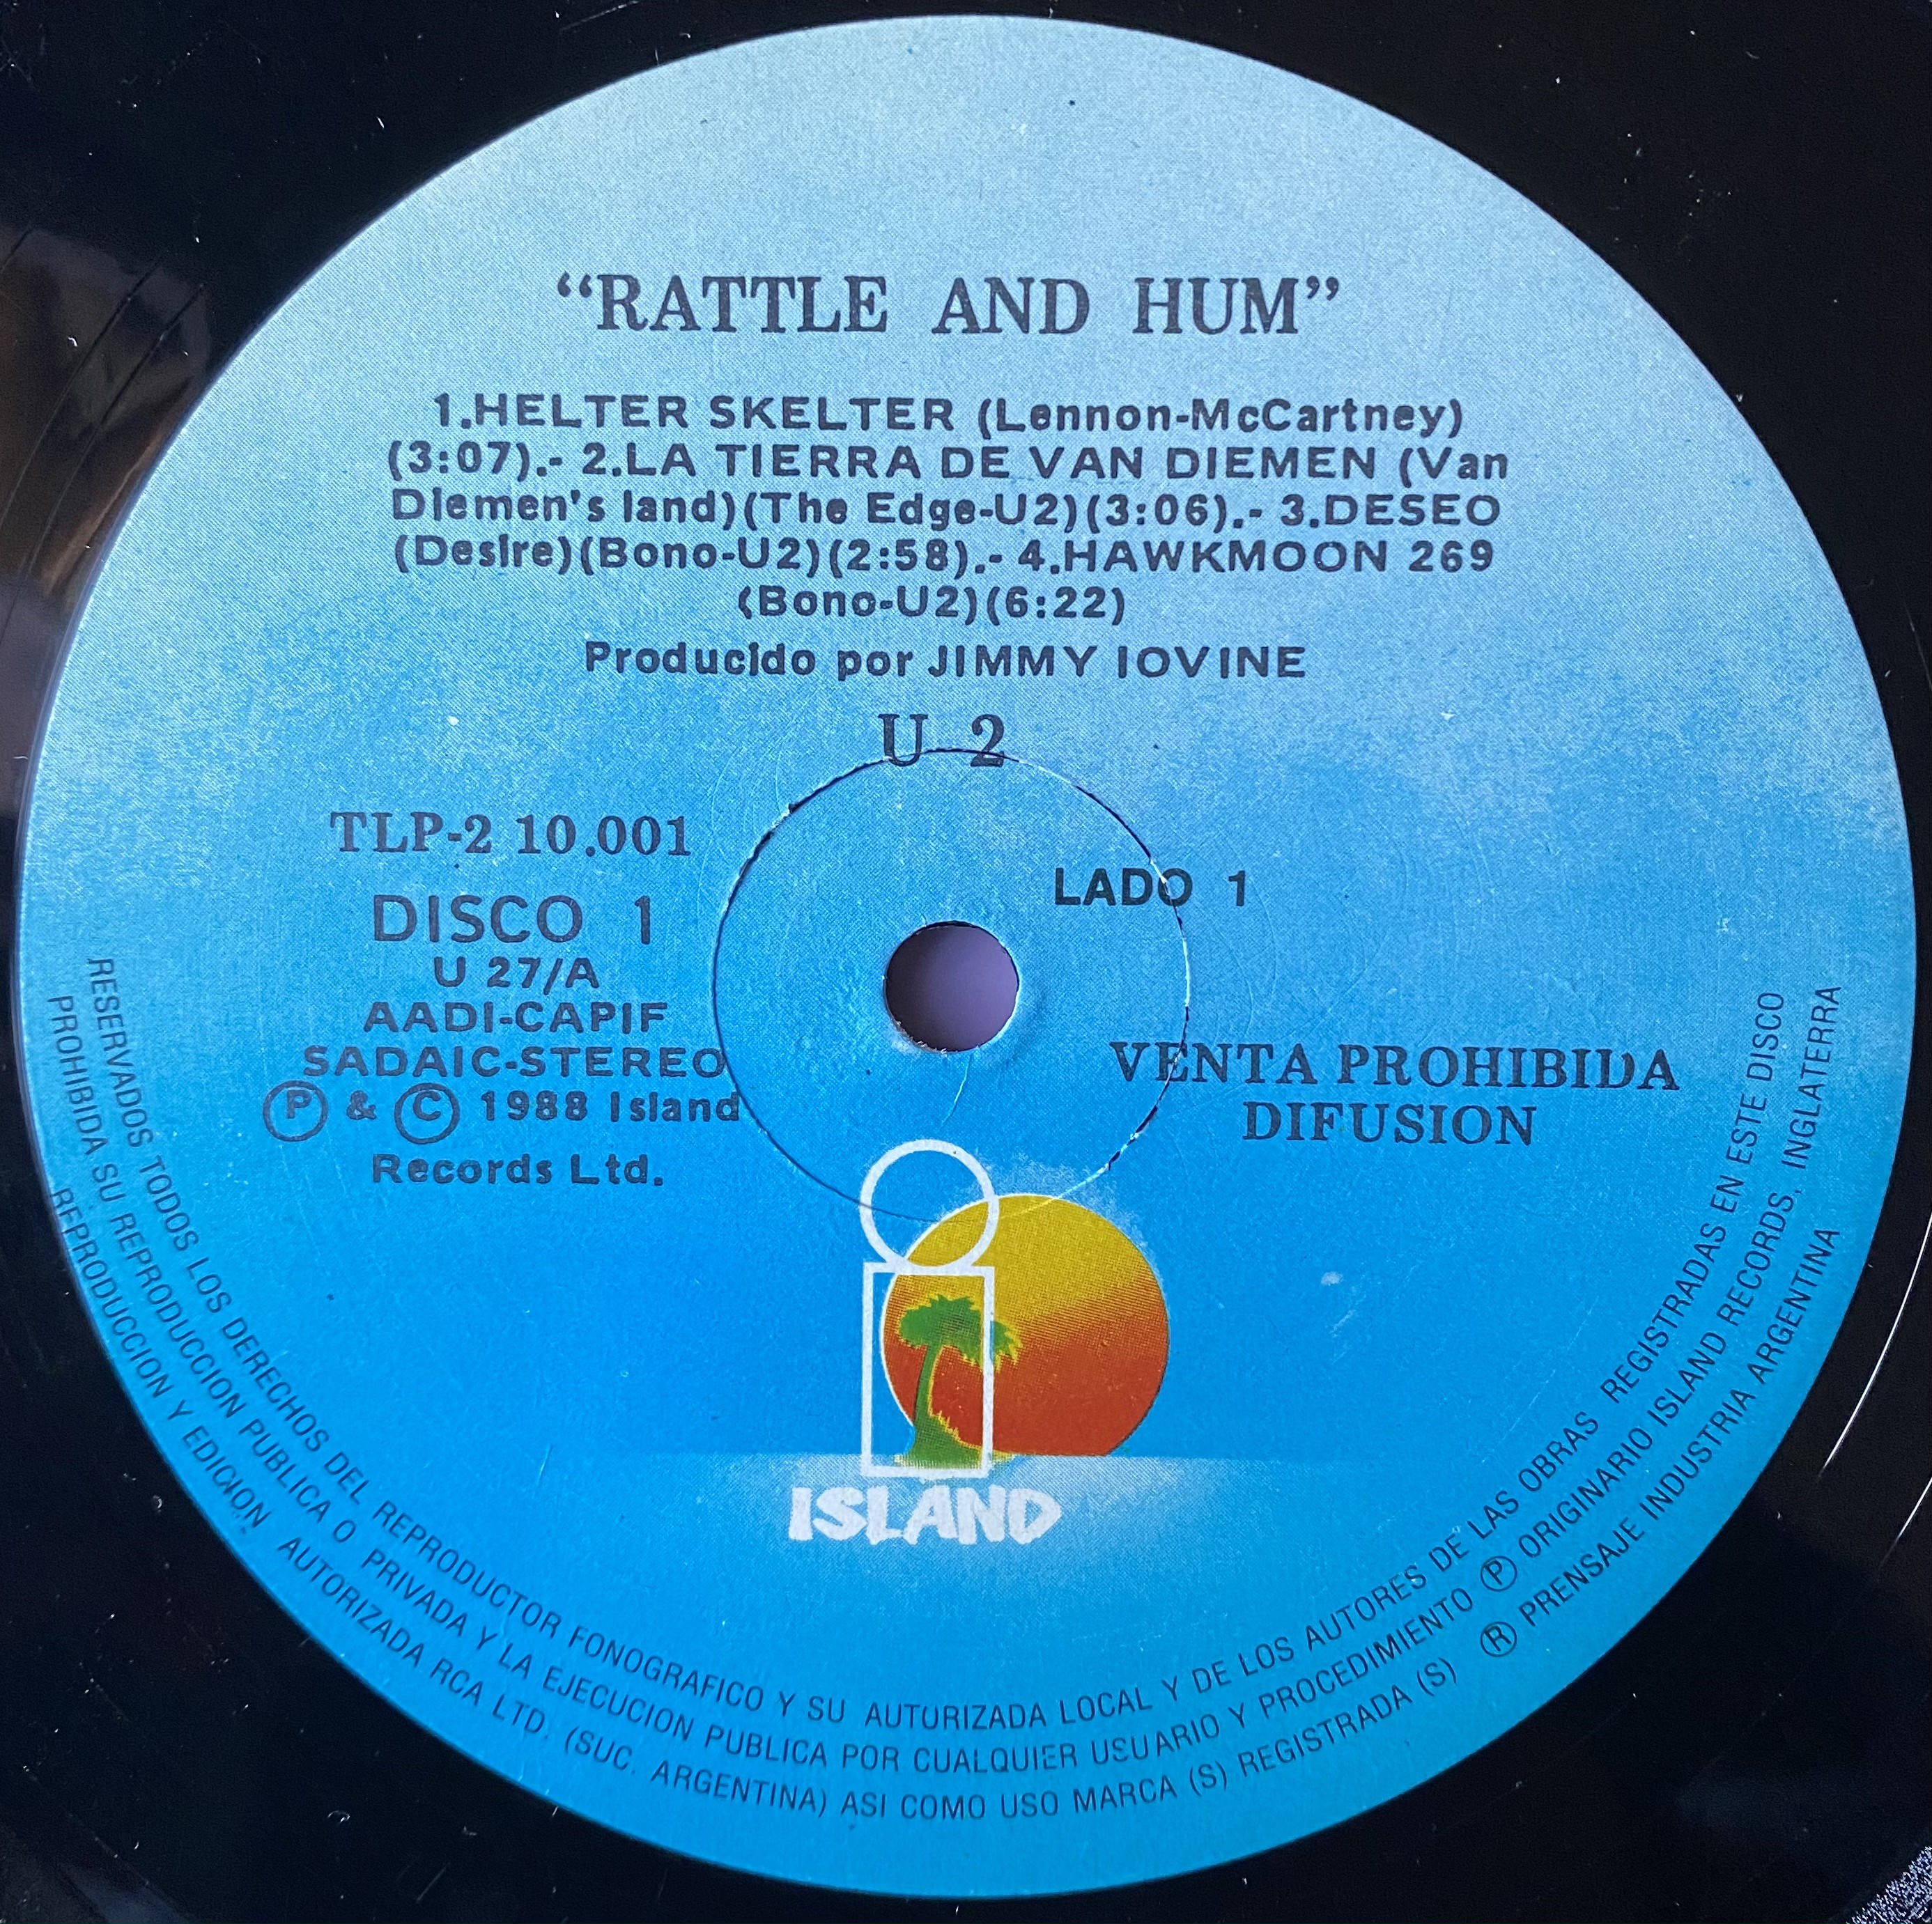 “RATTLE AND HUM”
1.HELTER SKELTER (Lennon-McCartney)
(3:07).- 2.LA TIERRA DE VAN DIEMEN (Van
Diemen's land)(The Edge-U2)(3:06).- 3.DESEO
(Desire)(Bono-U2)(2:58).- 4.HAWKMOON 269
(Bono-U2)(6:22)
Producido por JIMMY IOVINE
U 2
TLP-2 10.001
DISCO 1
U 27/A
AADI-CAPIF
SADAIC-STEREO
Ⓟ & Ⓒ 1988 Island
Records Ltd.
LADO 1
VENTA PROHIBIDA
DIFUSION
ISLAND
RESERVADOS TODOS LOS DERECHOS DEL REPRODUCTOR FONOGRAFICO Y SU AUTORIZADA LOCAL Y DE LOS AUTORES DE LAS OBRAS REGISTRADAS EN ESTE DISCO
PROHIBIDA SU REPRODUCCION PUBLICA O PRIVADA Y LA EJECUCION PUBLICA POR CUALQUIER USUARIO Y PROCEDIMIENTO Ⓟ ORIGINARIO ISLAND RECORDS. INGLATERRA
REPRODUCCION Y EDICION AUTORIZADA RCA LTD. (SUC. ARGENTINA) ASI COMO USO MARCA (S) REGISTRADA (S) Ⓡ PRENSAJE INDUSTRIA ARGENTINA